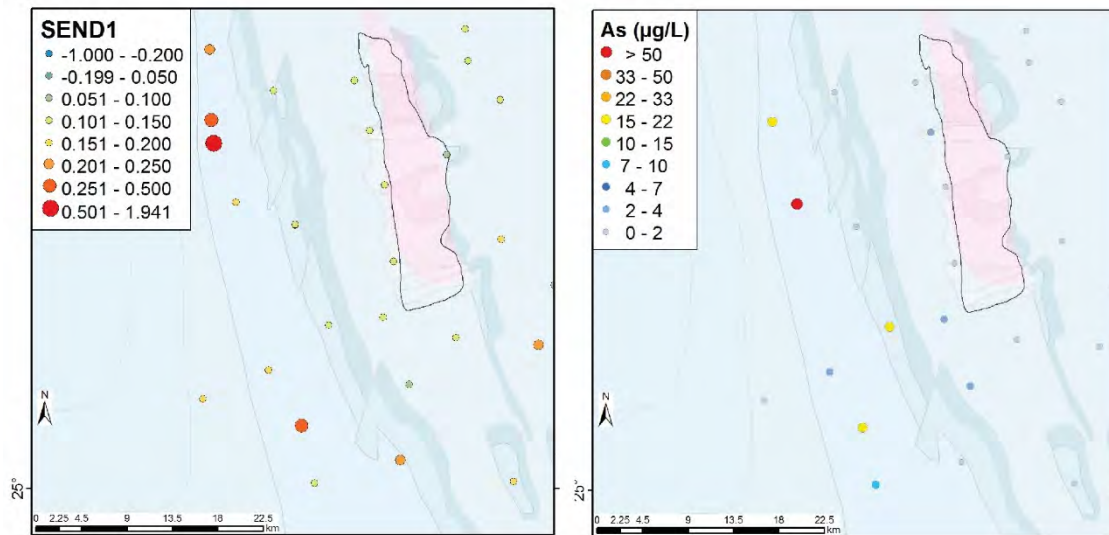 SEND1
-1.000 - -0.200
-0.199 - 0.050
0.051 - 0.100
0.101 - 0.150
0.151 - 0.200
0.201 - 0.250
0.251 - 0.500
0.501 - 1.941
N
25°
0 2.25 4.5 9 13.5 18 22.5
km
As (µg/L)
> 50
33 - 50
22 - 33
15 - 22
10 - 15
7 - 10
4 - 7
2 - 4
0 - 2
N
25°
0 2.25 4.5 9 13.5 18 22.5
km